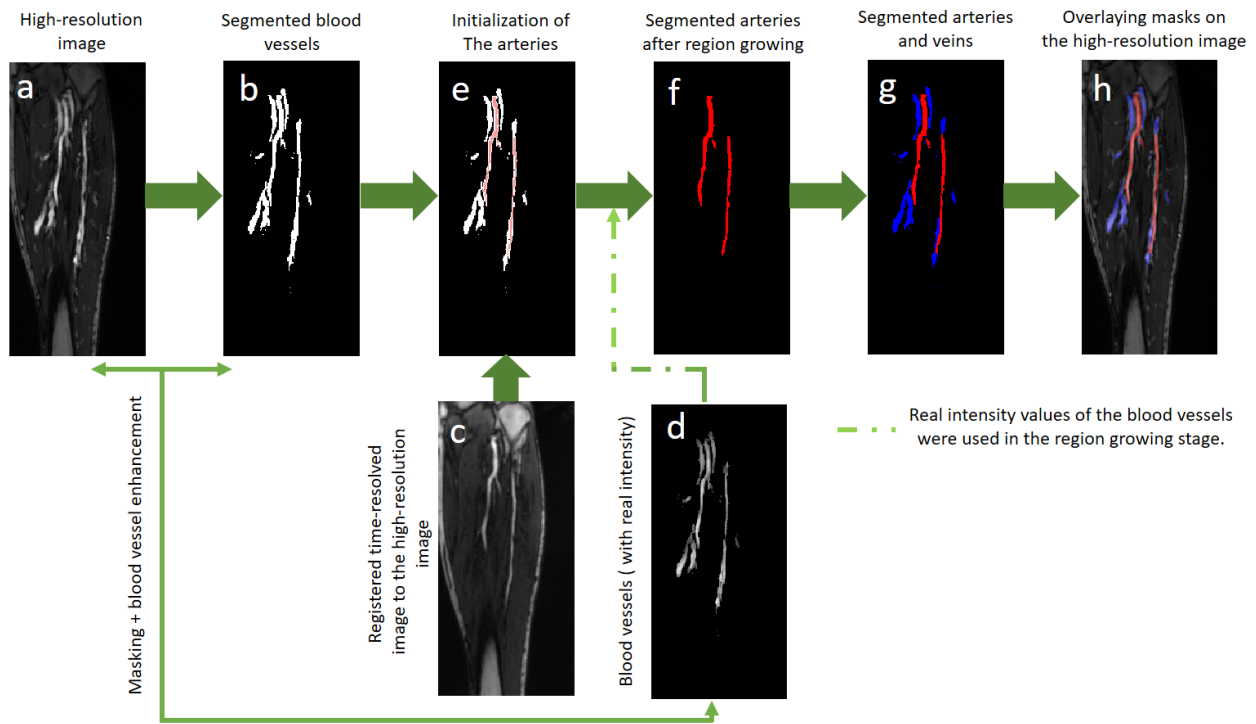 High-resolution
image
Segmented blood
vessels
Initialization of
The arteries
Segmented arteries
after region growing
Segmented arteries
and veins
Overlaying masks on
the high-resolution image
a
b
e
f
g
h
Masking + blood vessel enhancement
Registered time-resolved
image to the high-resolution
image
c
Blood vessels ( with real intensity)
d
Real intensity values of the blood vessels
were used in the region growing stage.